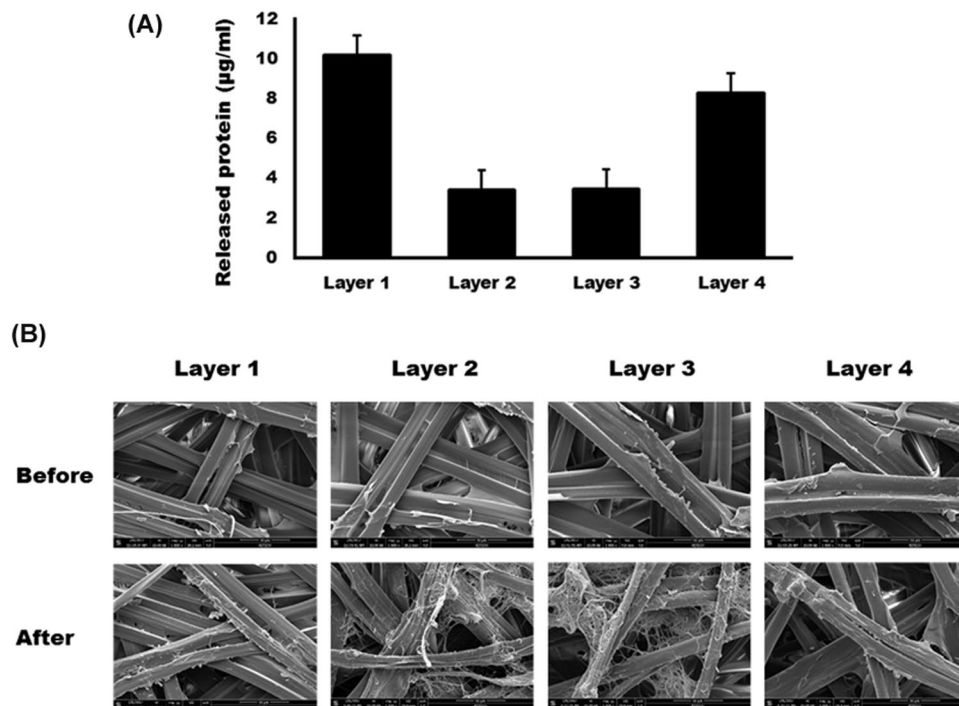 (A)
Released protein (µg/ml)
12
10
8
6
4
2
0
Layer 1 Layer 2 Layer 3 Layer 4
(B)
Layer 1 Layer 2 Layer 3 Layer 4
Before
After